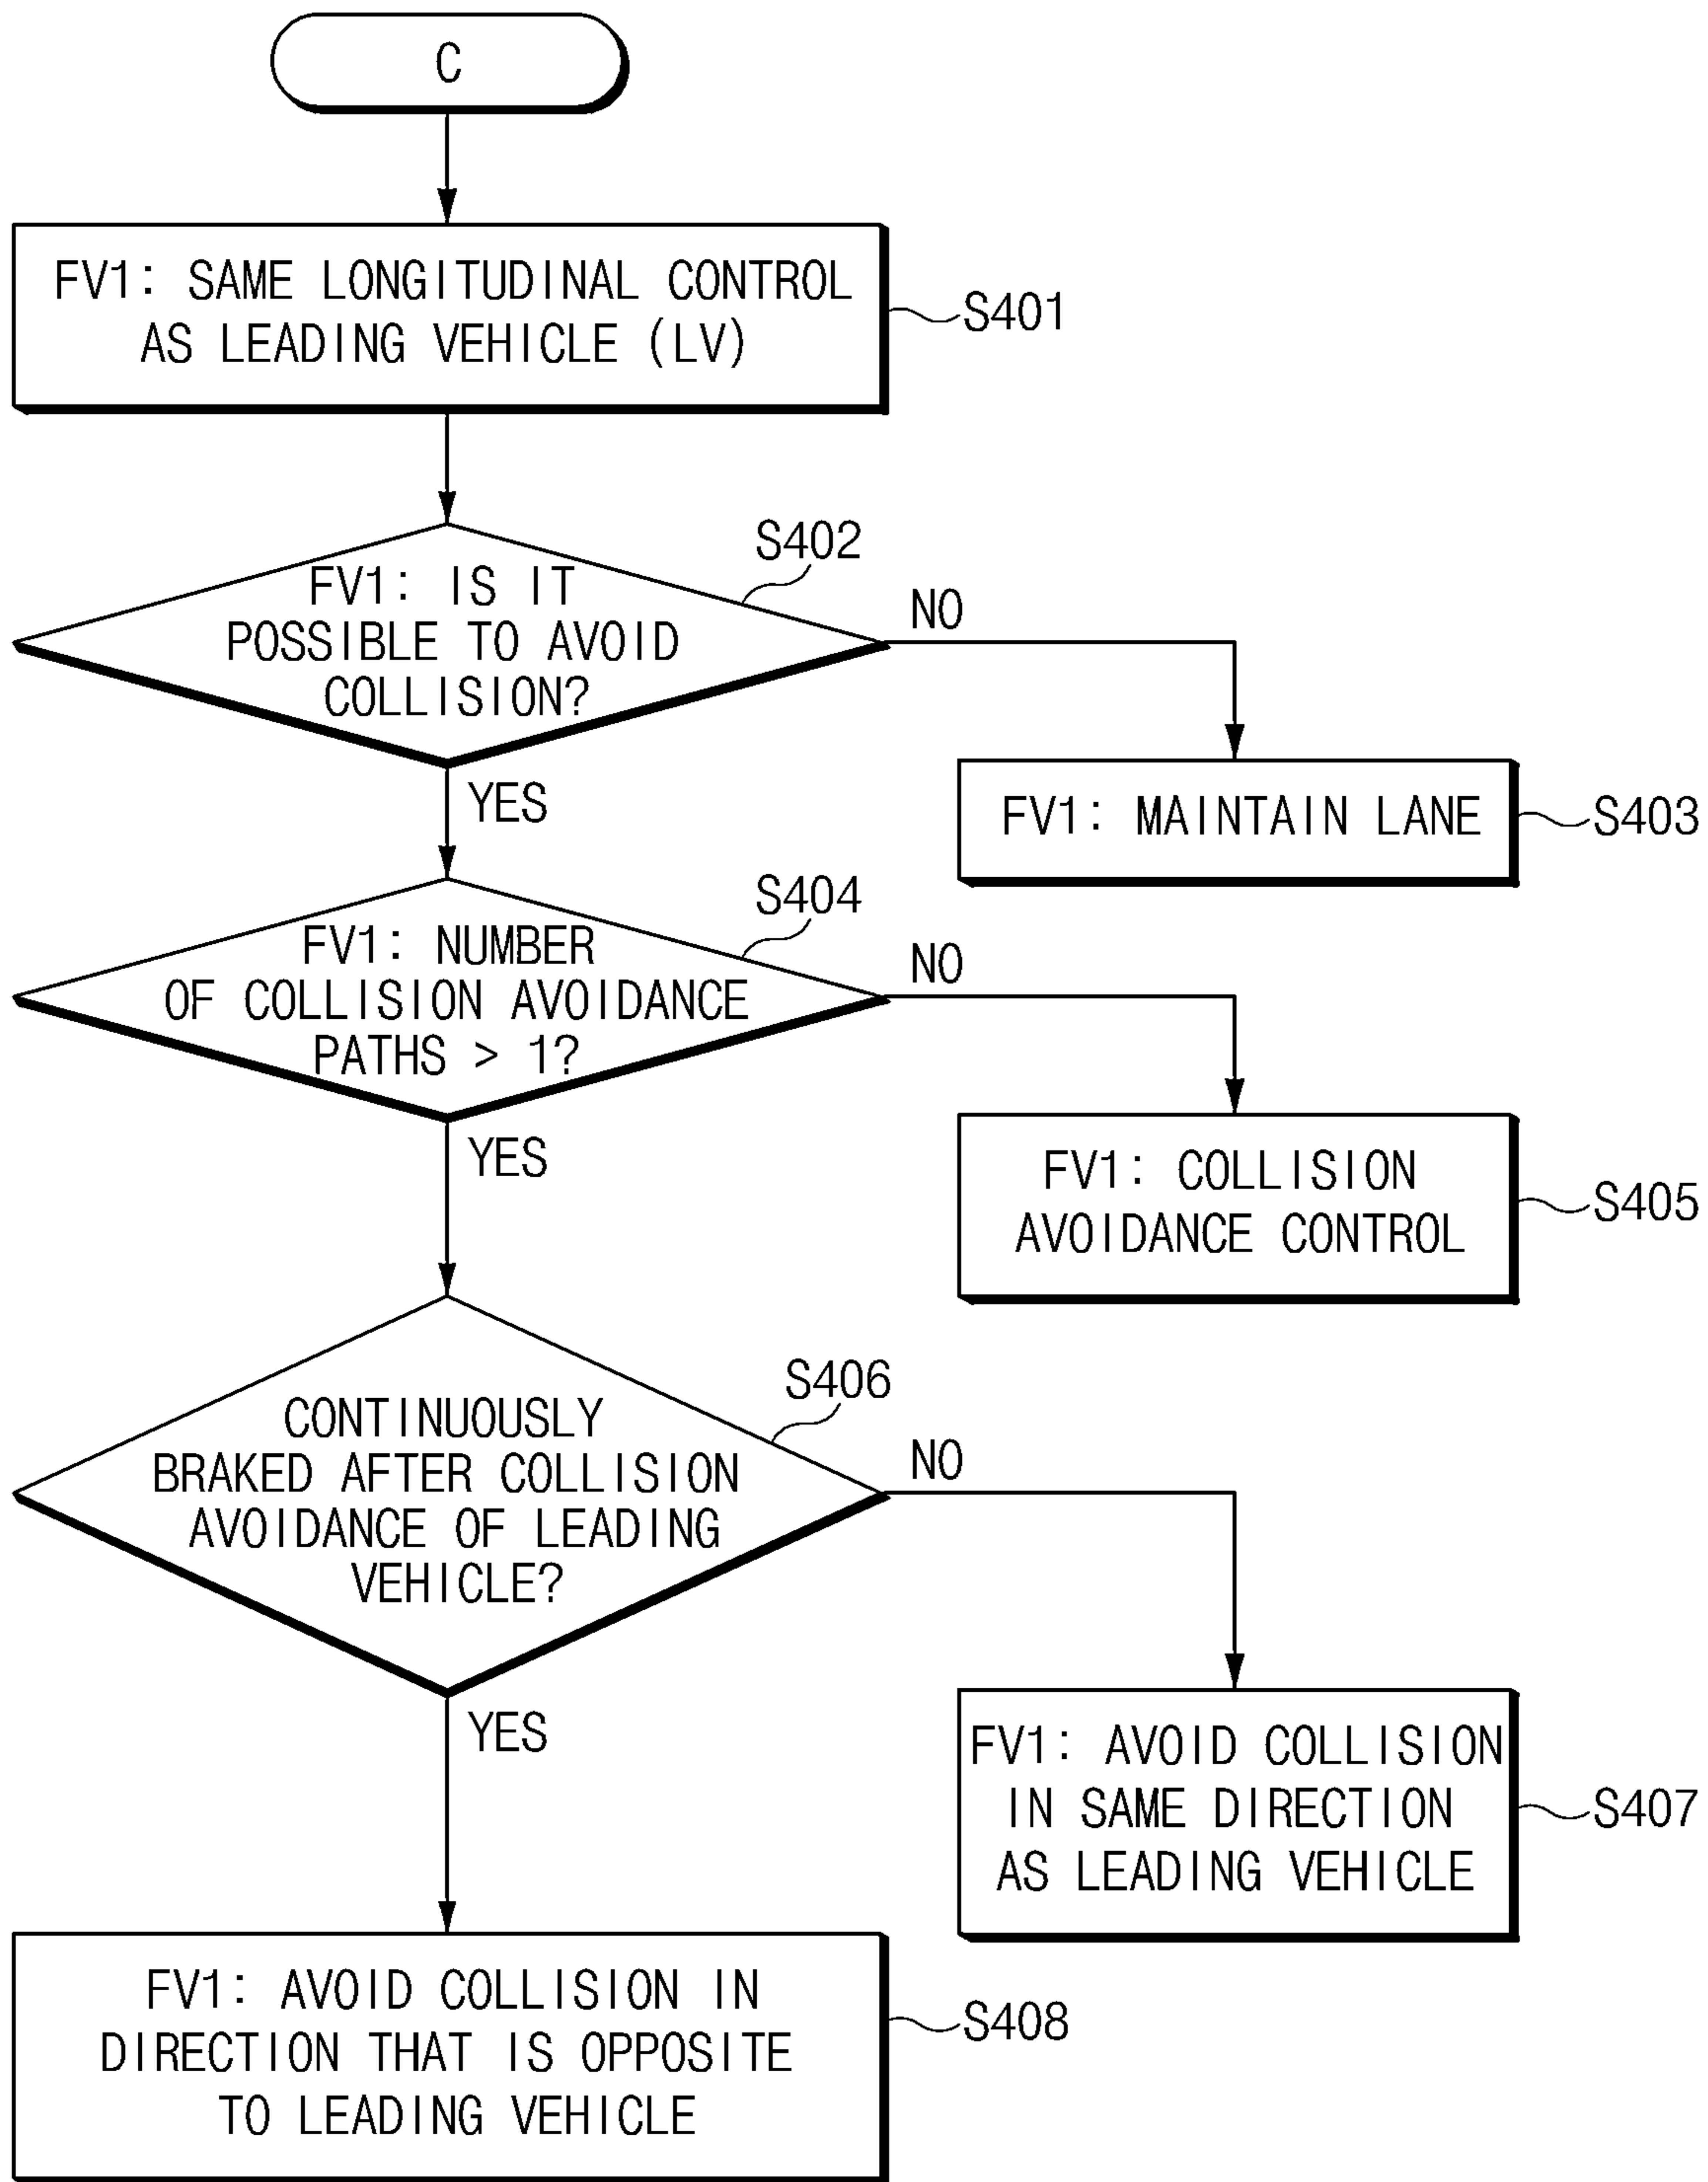 C
FV1: SAME LONGITUDINAL CONTROL
AS LEADING VEHICLE (LV)
S401
S402
FV1: IS IT
POSSIBLE TO AVOID
COLLISION?
NO
YES
FV1: MAINTAIN LANE
S403
S404
FV1: NUMBER
OF COLLISION AVOIDANCE
PATHS > 1?
NO
YES
FV1: COLLISION
AVOIDANCE CONTROL
S405
S406
CONTINUOUSLY
BRAKED AFTER COLLISION
AVOIDANCE OF LEADING
VEHICLE?
NO
YES
FV1: AVOID COLLISION
IN SAME DIRECTION
AS LEADING VEHICLE
S407
FV1: AVOID COLLISION IN
DIRECTION THAT IS OPPOSITE
TO LEADING VEHICLE
S408